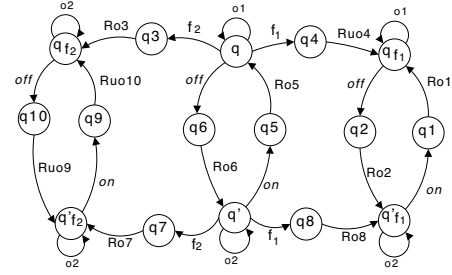 o2 o1 o1
Ro3 f2 f1 Ruo4
q f2 q3 q q4 q f1
off Ruo10 off Ro5 off Ro1
q10 q9 q6 q5 q2 q1
Ruo9 on Ro6 on Ro2 on
q' f2 q7 q' q8 q' f1
Ro7 f2 f1 Ro8
o2 o2 o2